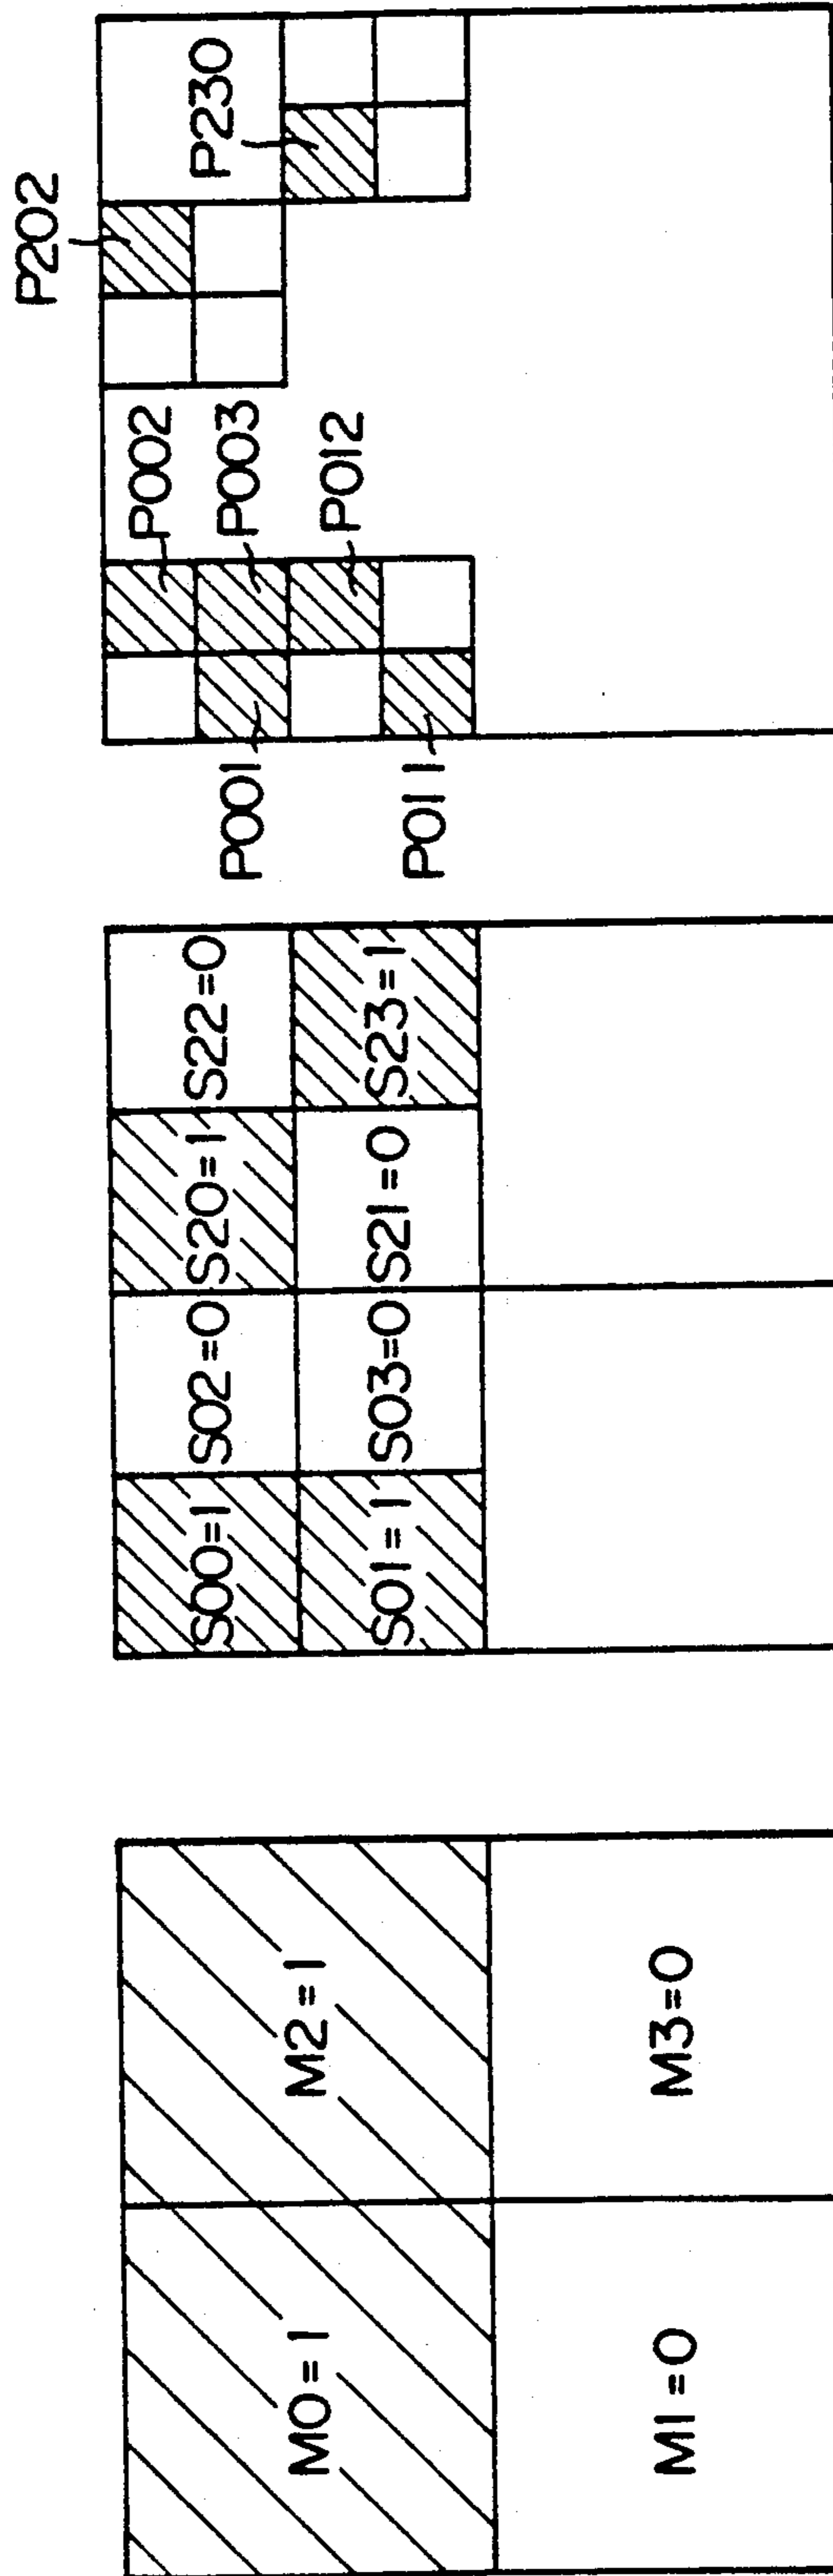 M0=1 M2=1
M1=0 M3=0
S00=1 S02=0 S20=1 S22=0
S01=1 S03=0 S21=0 S23=1
P202
P002
P230
P001
P003
P012
P011